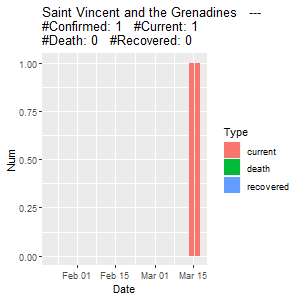 Saint Vincent and the Grenadines ---
#Confirmed: 1 #Current: 1
#Death: 0 #Recovered: 0
1.00
0.75
0.50
0.25
0.00
Num
Feb 01 Feb 15 Mar 01 Mar 15
Date
Type
current
death
recovered